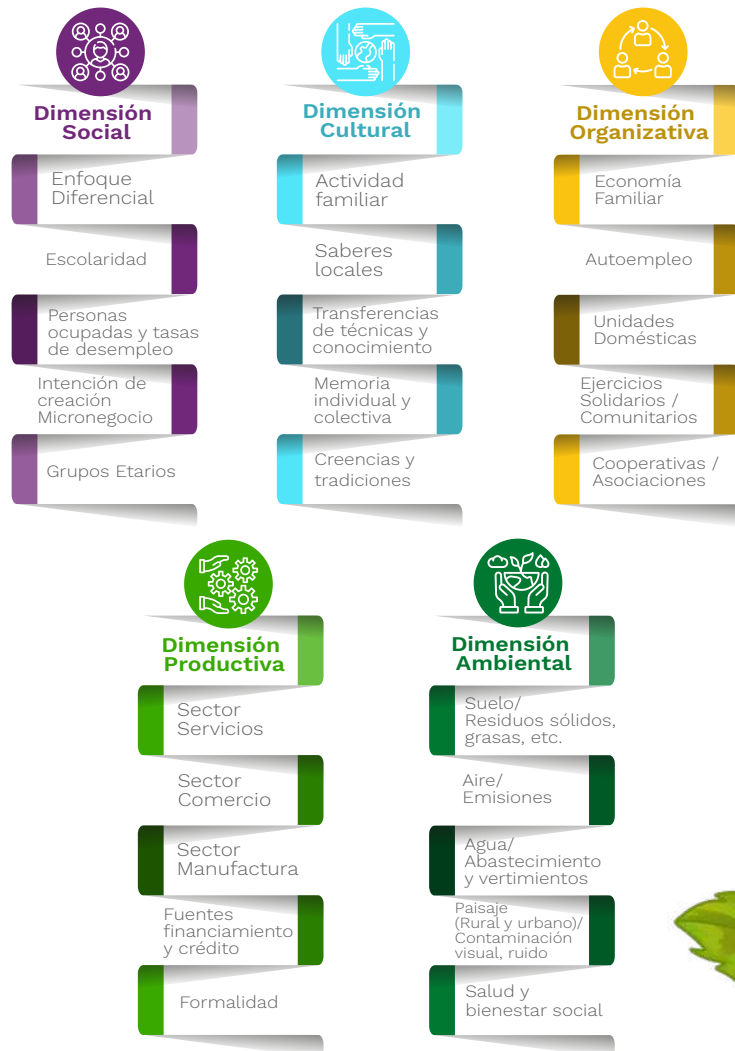 Dimensión
Social
Enfoque
Diferencial
Escolaridad
Personas
ocupadas y tasas
de desempleo
Intención de
creación
Micronegocio
Grupos Etarios
Dimensión
Cultural
Actividad
familiar
Saberes
locales
Transferencias
de técnicas y
conocimiento
Memoria
individual y
colectiva
Creencias y
tradiciones
Dimensión
Organizativa
Economía
Familiar
Autoempleo
Unidades
Domésticas
Ejercicios
Solidarios /
Comunitarios
Cooperativas /
Asociaciones
Dimensión
Productiva
Sector
Servicios
Sector
Comercio
Sector
Manufactura
Fuentes
financiamiento
y crédito
Formalidad
Dimensión
Ambiental
Suelo/
Residuos sólidos,
grasas, etc.
Aire/
Emisiones
Agua/
Abastecimiento
y vertimientos
Paisaje
(Rural y urbano)/
Contaminación
visual, ruido
Salud y
bienestar social